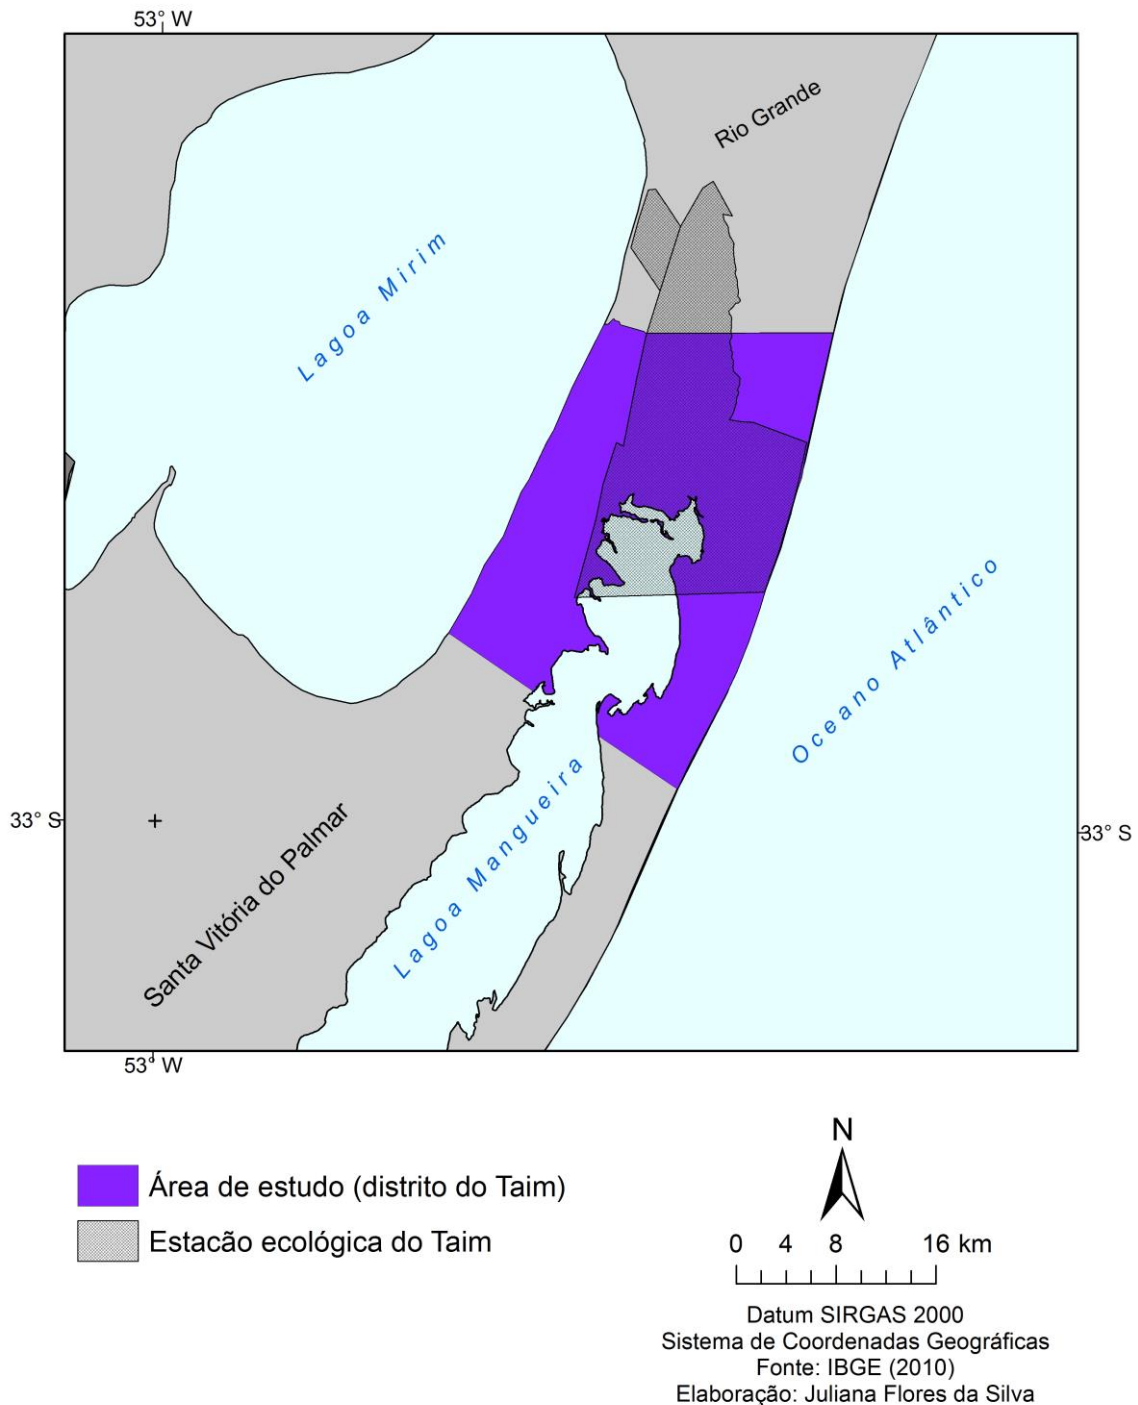 53° W
Rio Grande
Lagoa Mirim
Oceano Atlântico
33° S
33° S
Santa Vitória do Palmar
Lagoa Mangueira
53° W
Área de estudo (distrito do Taim)
Estacão ecológica do Taim
N
0 4 8 16 km
Datum SIRGAS 2000
Sistema de Coordenadas Geográficas
Fonte: IBGE (2010)
Elaboração: Juliana Flores da Silva